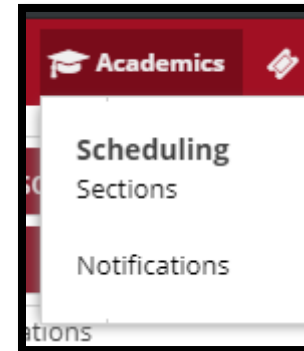 Academics
Scheduling
Sections
Notifications
ations